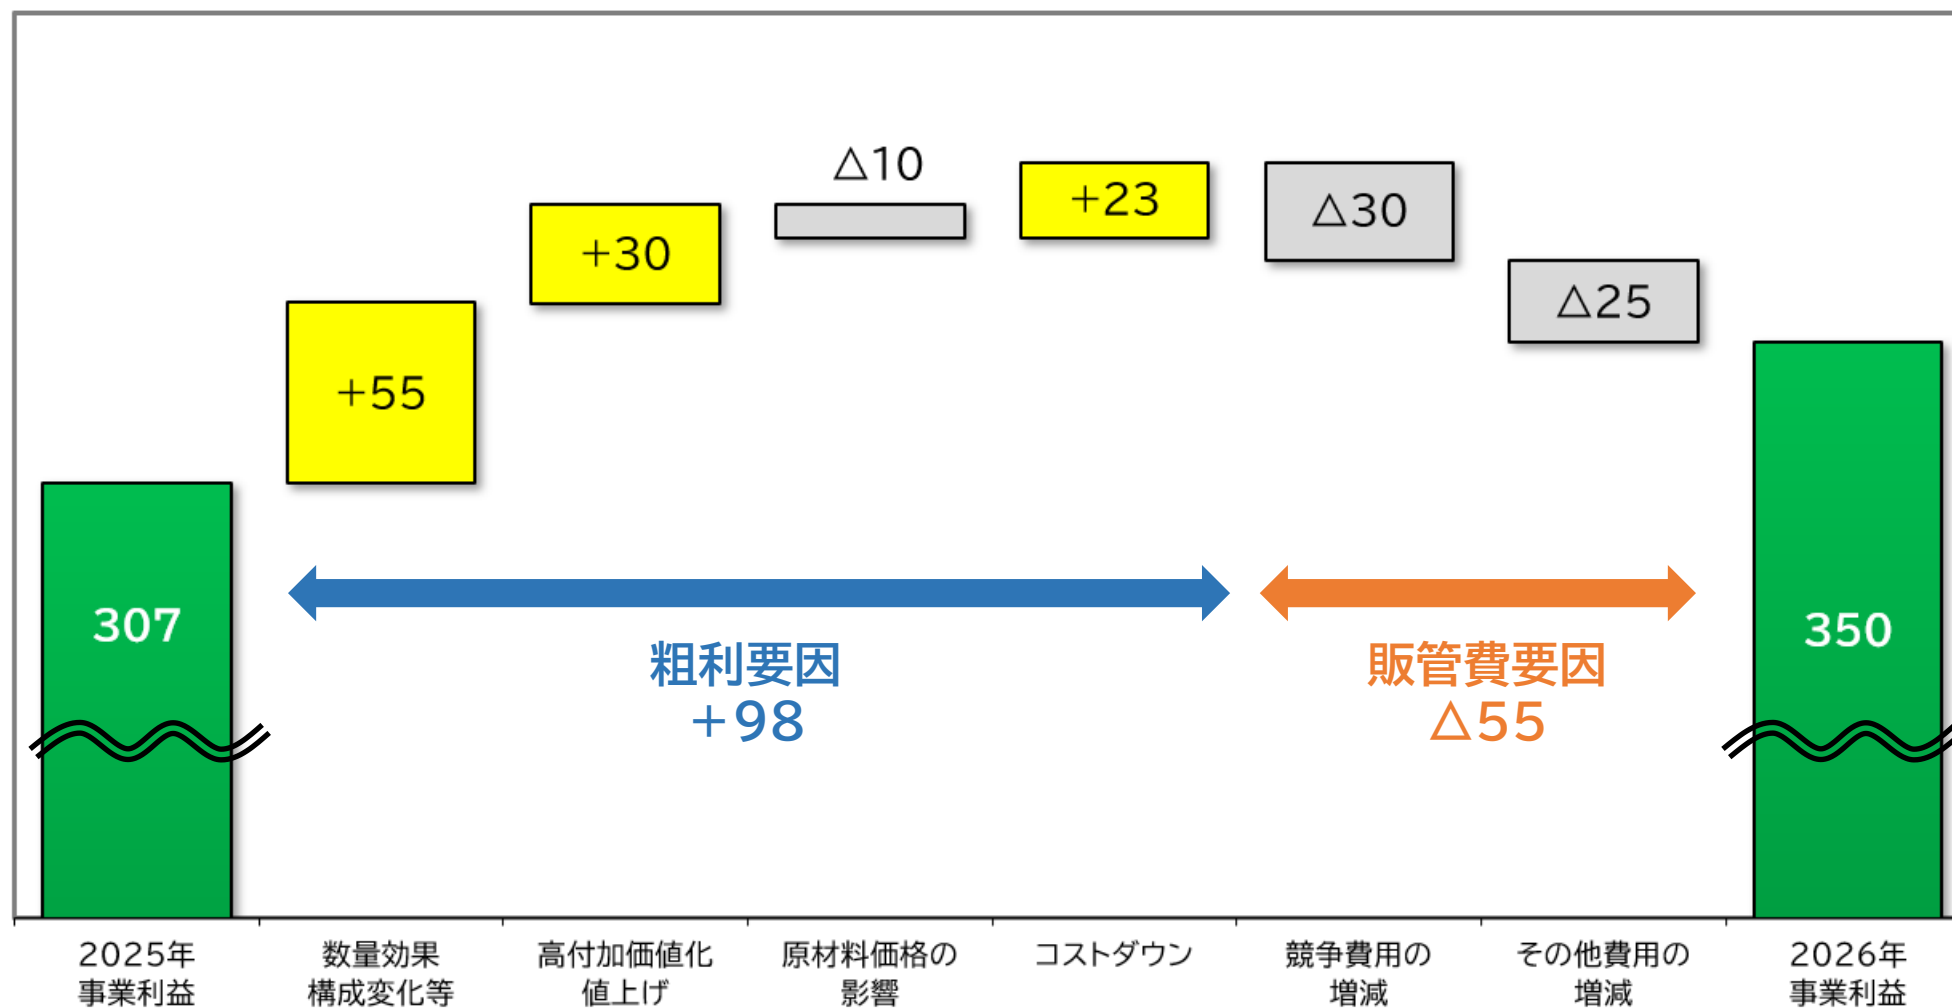 △10
+23
+30
△30
△25
+55
307
350
粗利要因
+98
販管費要因
△55
2025年
事業利益
数量効果
構成変化等
高付加価値化
値上げ
原材料価格の
影響
コストダウン
競争費用の
増減
その他費用の
増減
2026年
事業利益